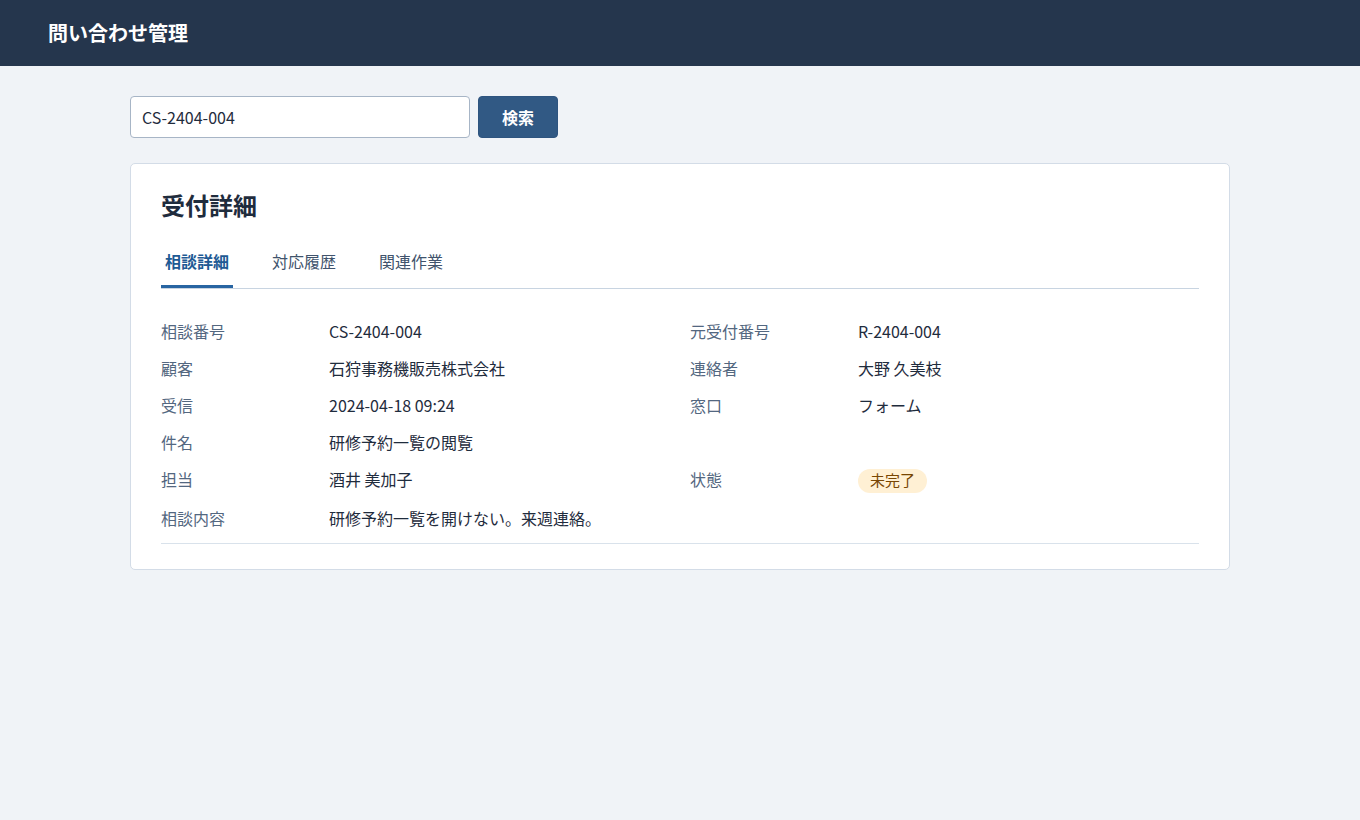 問い合わせ管理
CS-2404-004 検索
受付詳細
相談詳細 対応履歴 関連作業
相談番号 CS-2404-004 元受付番号 R-2404-004
顧客 石狩事務機販売株式会社 連絡者 大野 久美枝
受信 2024-04-18 09:24 窓口 フォーム
件名 研修予約一覧の閲覧
担当 酒井 美加子 状態 未完了
相談内容 研修予約一覧を開けない。来週連絡。